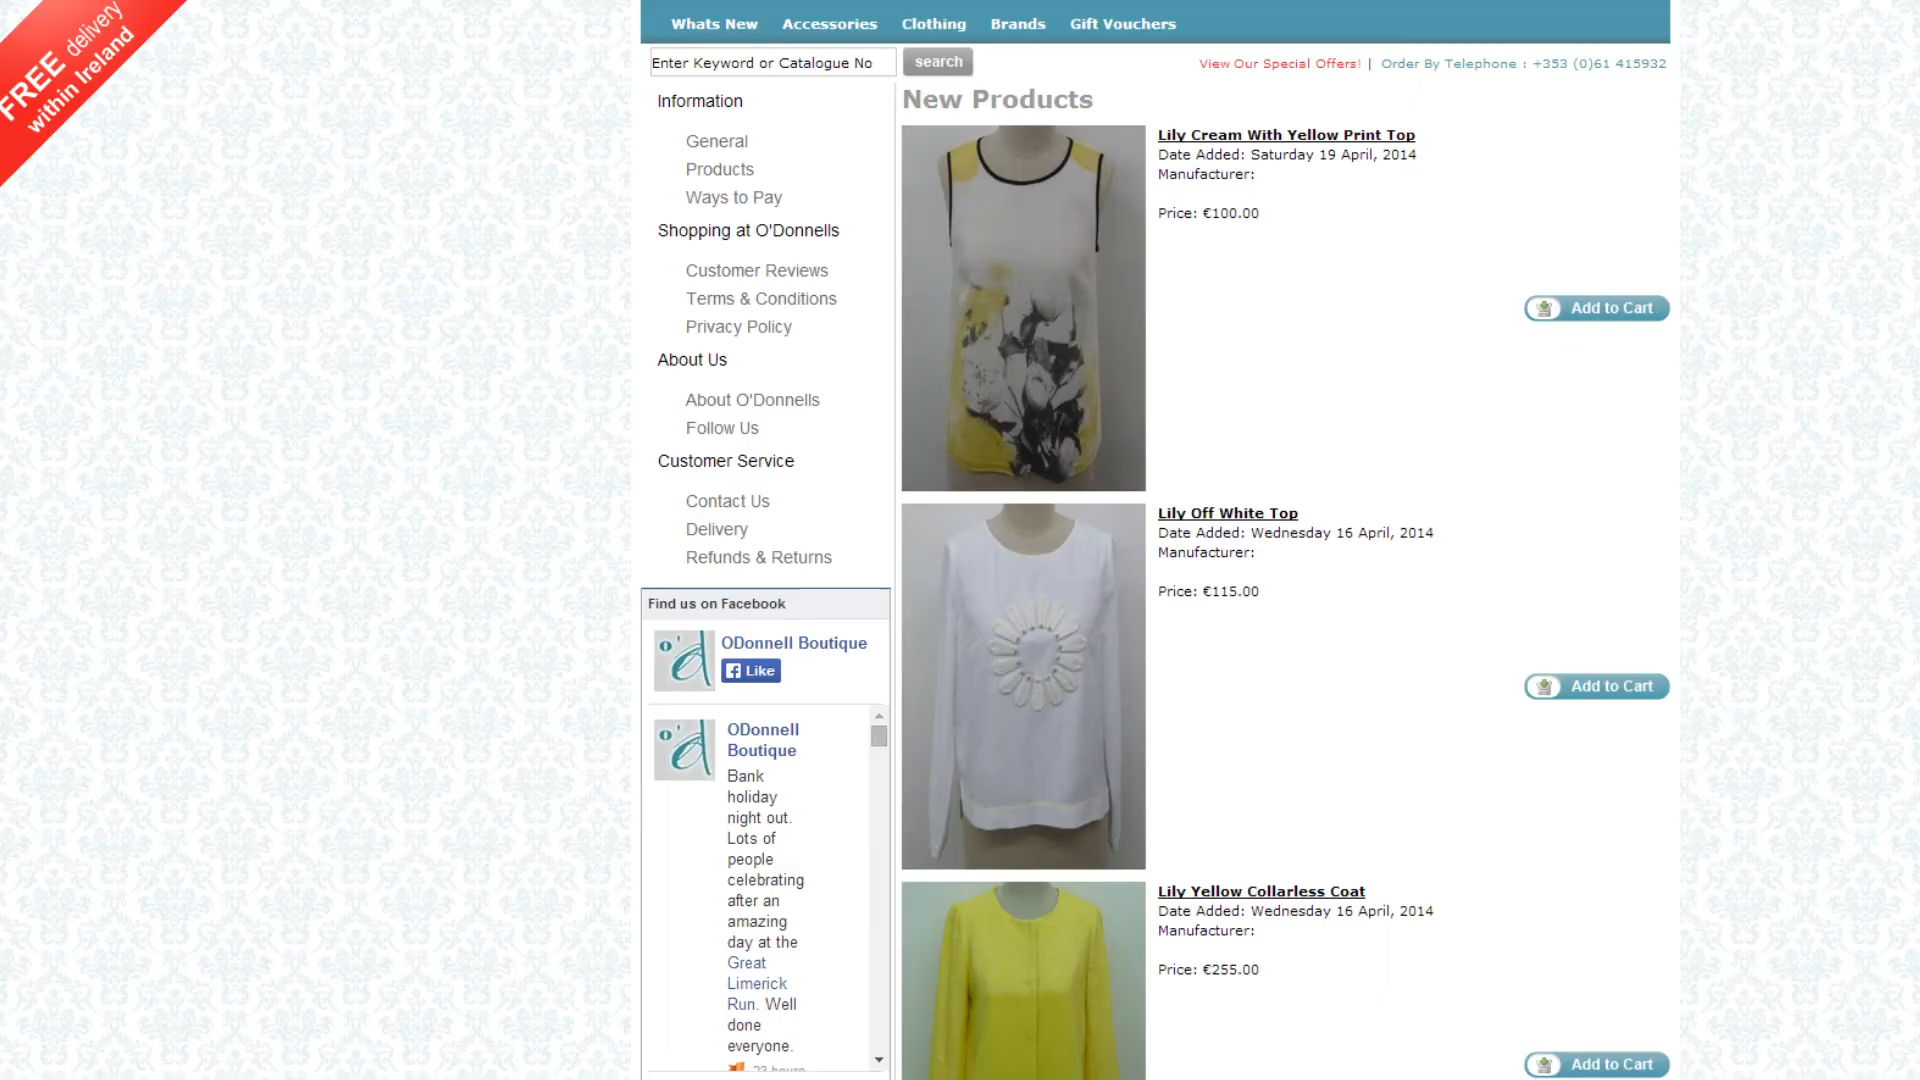 FREE delivery
within Ireland
Whats New
Accessories
Clothing
Brands
Gift Vouchers
Enter Keyword or Catalogue No
search
View Our Special Offers! | Order By Telephone : +353 (0)61 415932
Information
General
Products
Ways to Pay
Shopping at O'Donnells
Customer Reviews
Terms & Conditions
Privacy Policy
About Us
About O'Donnells
Follow Us
Customer Service
Contact Us
Delivery
Refunds & Returns
Find us on Facebook
o'd
ODonnell Boutique
Like
o'd
ODonnell
Boutique
Bank
holiday
night out.
Lots of
people
celebrating
after an
amazing
day at the
Great
Limerick
Run. Well
done
everyone.
23 hours
New Products
Lily Cream With Yellow Print Top
Date Added: Saturday 19 April, 2014
Manufacturer:
Price: €100.00
Add to Cart
Lily Off White Top
Date Added: Wednesday 16 April, 2014
Manufacturer:
Price: €115.00
Add to Cart
Lily Yellow Collarless Coat
Date Added: Wednesday 16 April, 2014
Manufacturer:
Price: €255.00
Add to Cart